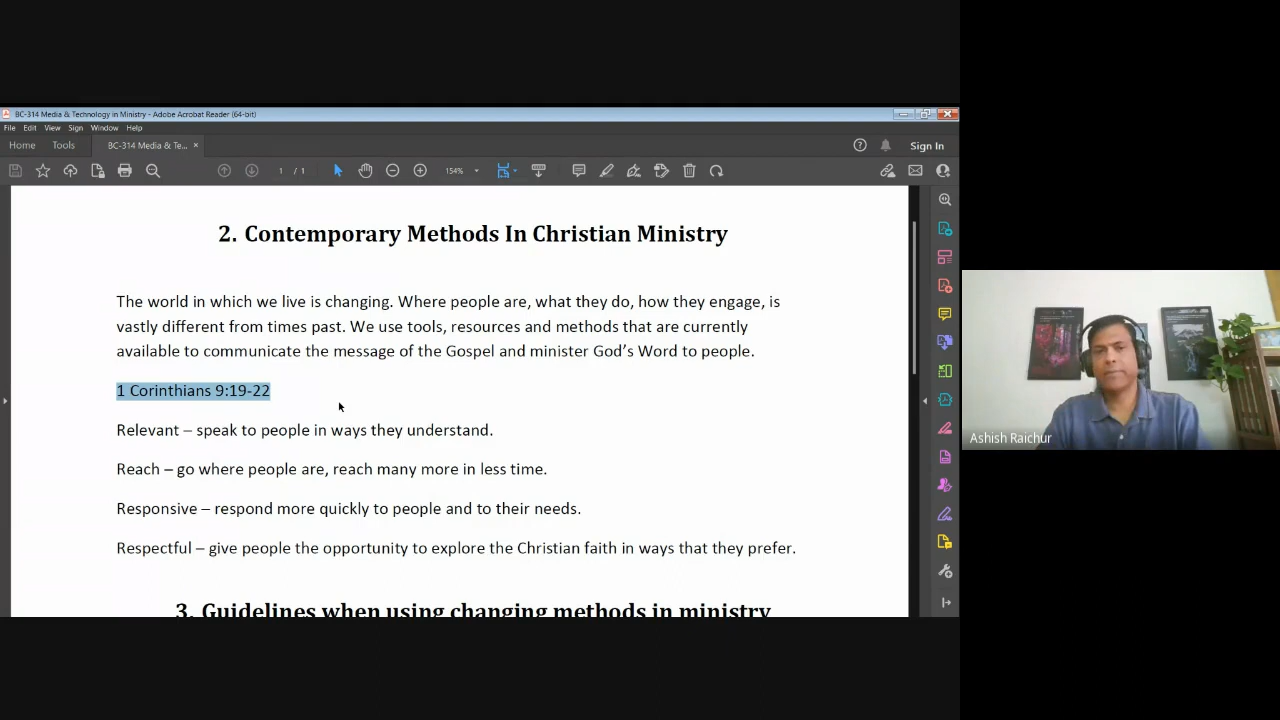 BC-314 Media & Technology in Ministry - Adobe Acrobat Reader (64-bit)
File Edit View Sign Window Help
Home Tools BC-314 Media & Te... × Sign In
1 / 1 154%
2. Contemporary Methods In Christian Ministry
The world in which we live is changing. Where people are, what they do, how they engage, is
vastly different from times past. We use tools, resources and methods that are currently
available to communicate the message of the Gospel and minister God’s Word to people.
1 Corinthians 9:19-22
Relevant – speak to people in ways they understand.
Reach – go where people are, reach many more in less time.
Responsive – respond more quickly to people and to their needs.
Respectful – give people the opportunity to explore the Christian faith in ways that they prefer.
3. Guidelines when using changing methods in ministry
Ashish Raichur